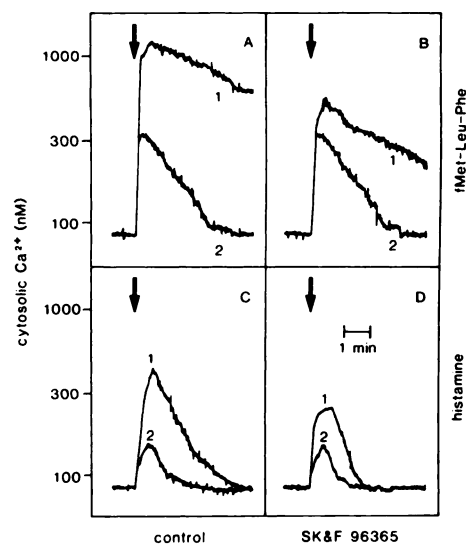 A
B
1000
1
300
1
100
2
2
fMet-Leu-Phe
cytosolic Ca²⁺ (nM)
C
D
1000
1 min
1
300
1
2
2
100
histamine
control
SK&F 96365